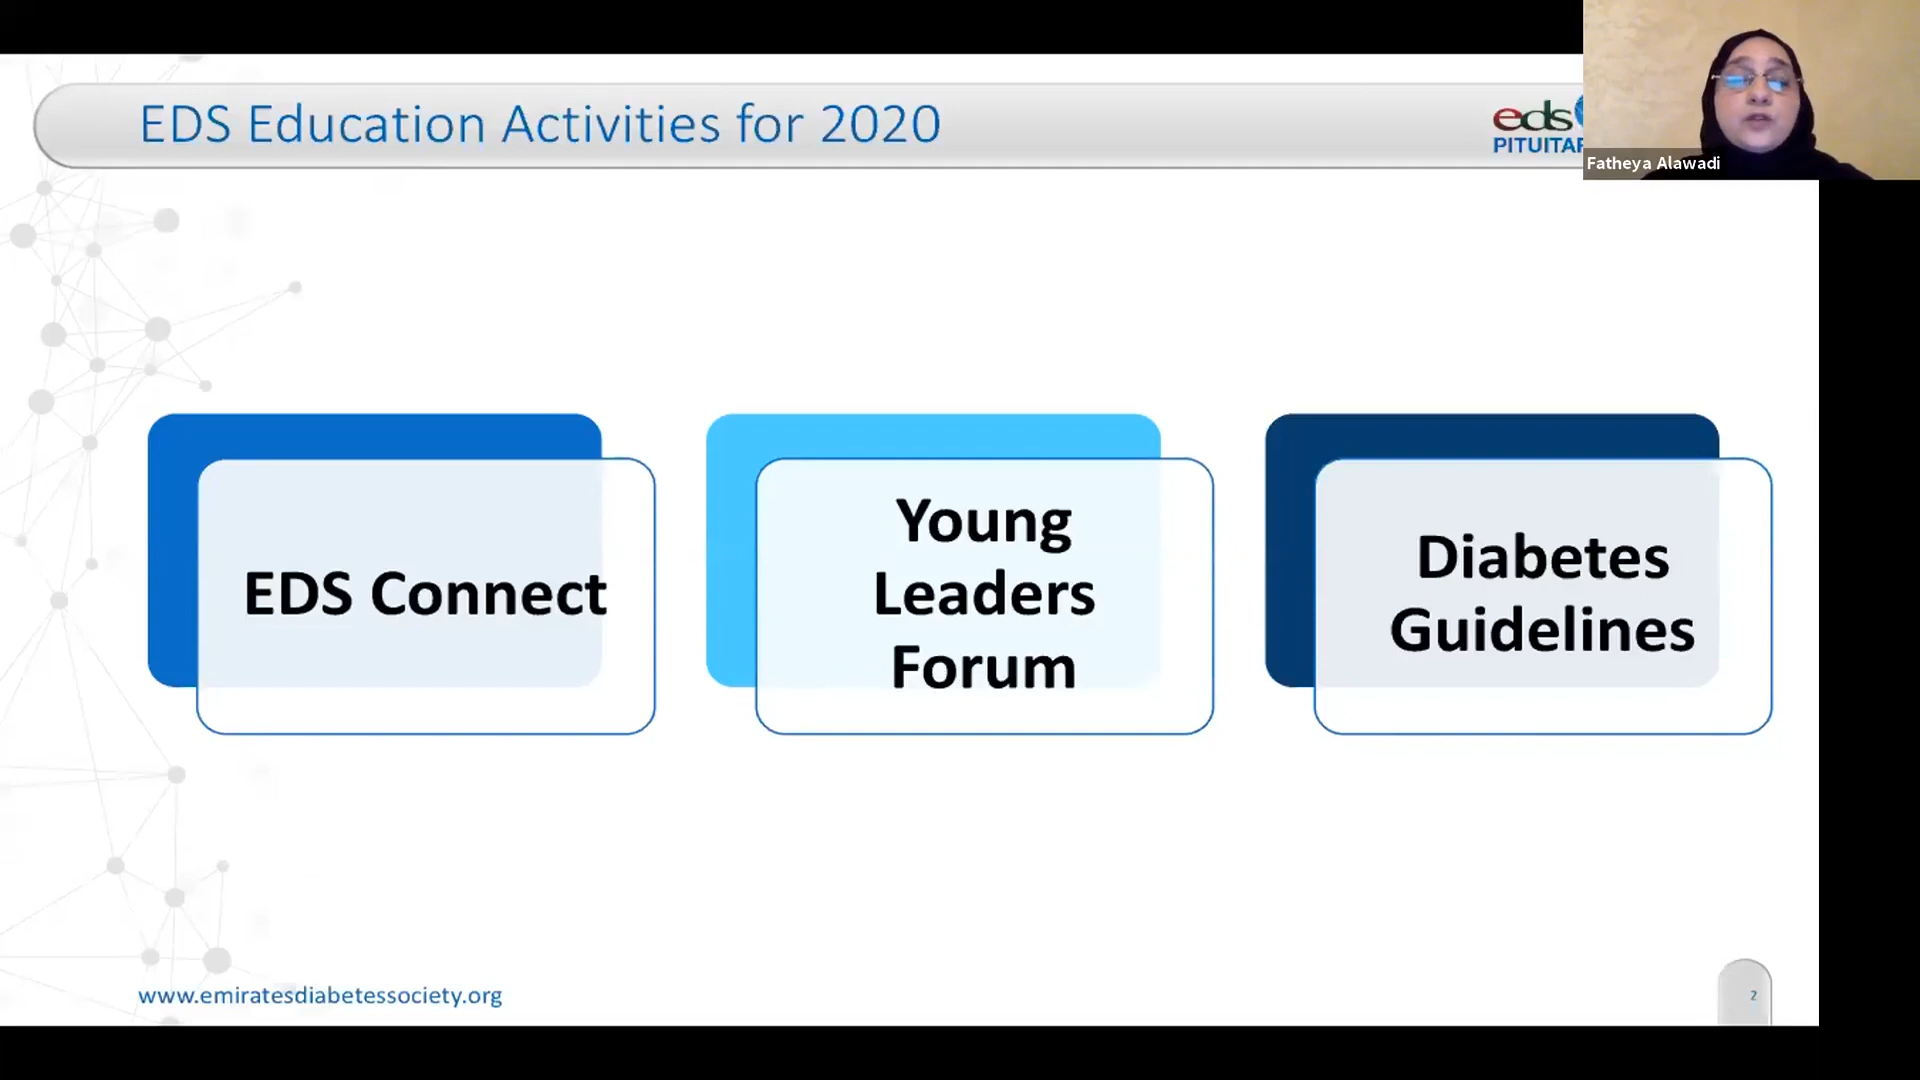 EDS Education Activities for 2020
eds
Fatheya Alawadi
EDS Connect
Young
Leaders
Forum
Diabetes
Guidelines
www.emiratesdiabetessociety.org
2